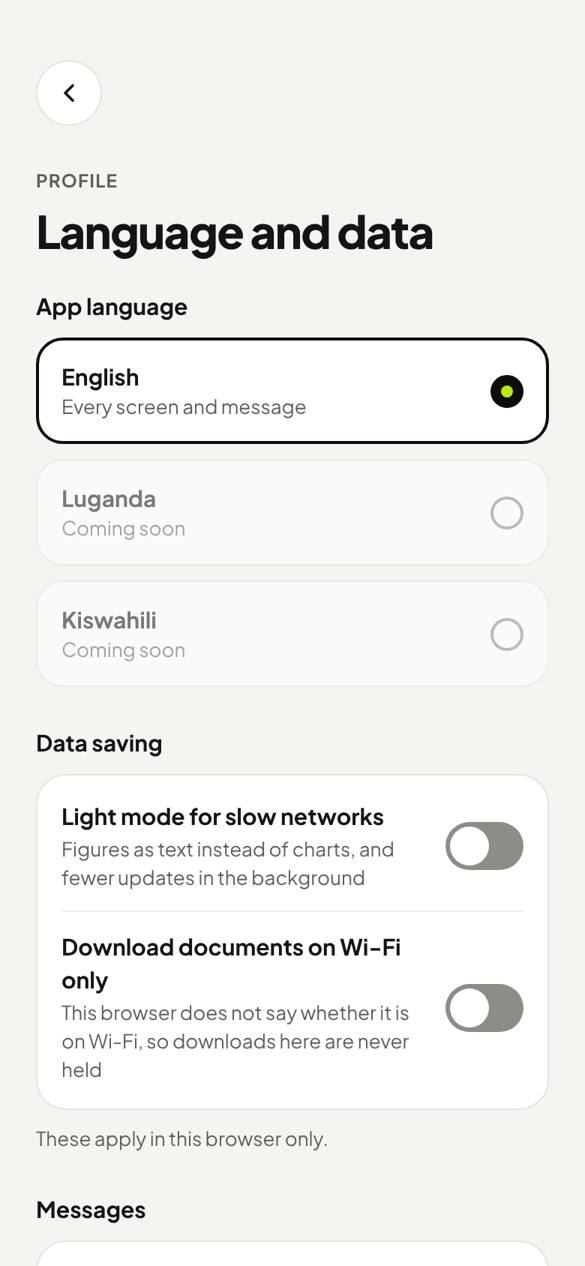 PROFILE
Language and data
App language
English
Every screen and message
Luganda
Coming soon
Kiswahili
Coming soon
Data saving
Light mode for slow networks
Figures as text instead of charts, and
fewer updates in the background
Download documents on Wi-Fi
only
This browser does not say whether it is
on Wi-Fi, so downloads here are never
held
These apply in this browser only.
Messages